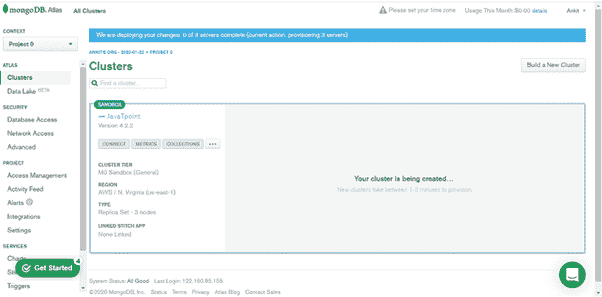 mongoDB. Atlas
All Clusters
Please set your time zone
Usage This Month:$0.00 details
Ankit
CONTEXT
Project 0
We are deploying your changes: 0 of 3 servers complete (current action: provisioning 3 servers)
ANKIT'S ORG - 2020-01-22 > PROJECT 0
Clusters
Build a New Cluster
Find a cluster...
ATLAS
Clusters
Data Lake BETA
SECURITY
Database Access
Network Access
Advanced
PROJECT
Access Management
Activity Feed
Alerts
Integrations
Settings
SERVICES
Charts
Triggers
Get Started
4
SANDBOX
JavaTpoint
Version 4.2.2
CONNECT
METRICS
COLLECTIONS
...
CLUSTER TIER
M0 Sandbox (General)
REGION
AWS / N. Virginia (us-east-1)
TYPE
Replica Set - 3 nodes
LINKED STITCH APP
None Linked
Your cluster is being created...
New clusters take between 1-3 minutes to provision.
System Status: All Good Last Login: 122.160.85.159
©2020 MongoDB, Inc. Status Terms Privacy Atlas Blog Contact Sales